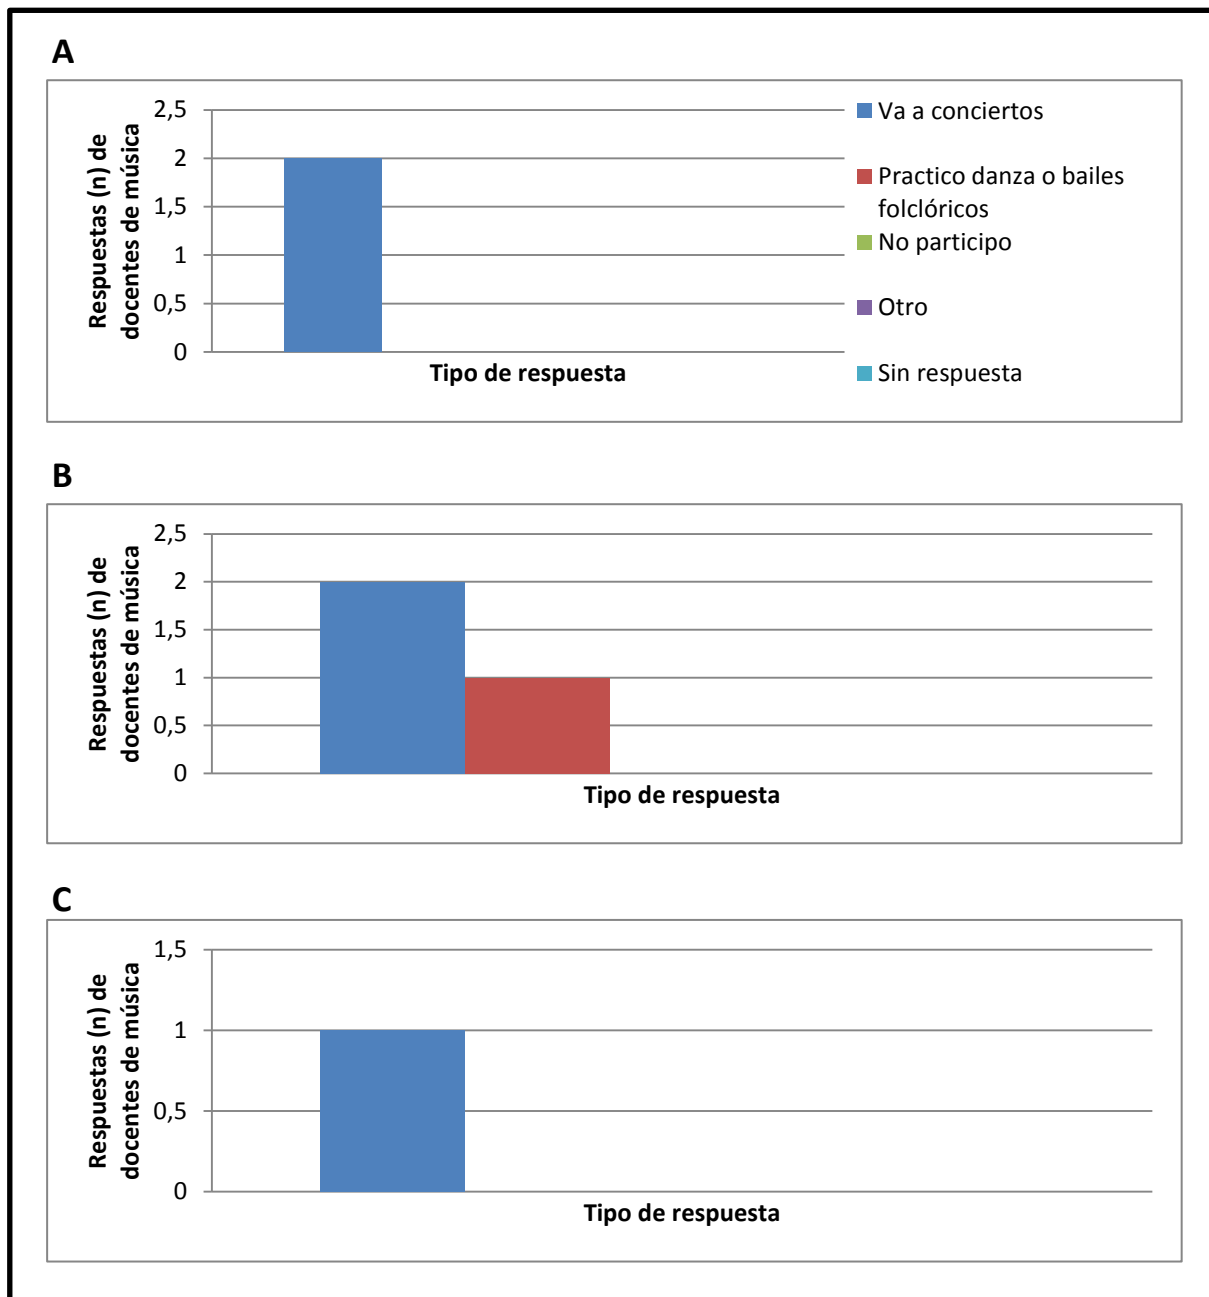 A
Respuestas (n) de
docentes de música
2,5
2
1,5
1
0,5
0
Tipo de respuesta
Va a conciertos
Practico danza o bailes
folclóricos
No participo
Otro
Sin respuesta
B
Respuestas (n) de
docentes de música
2,5
2
1,5
1
0,5
0
Tipo de respuesta
C
Respuestas (n) de
docentes de música
1,5
1
0,5
0
Tipo de respuesta